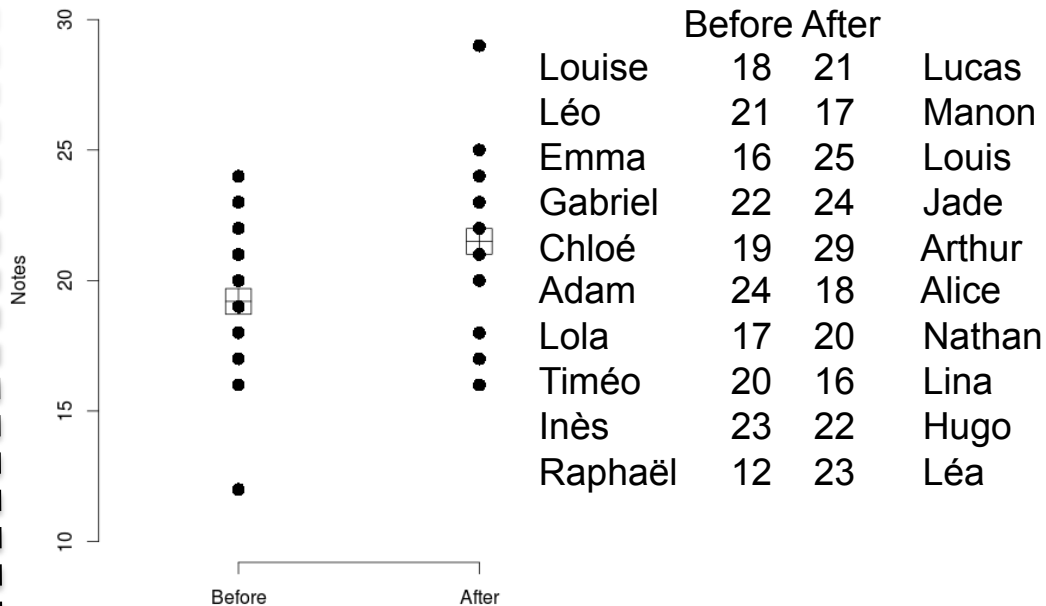 30
25
20
15
10
Notes
Before
After
Before After
Louise 18 21 Lucas
Léo 21 17 Manon
Emma 16 25 Louis
Gabriel 22 24 Jade
Chloé 19 29 Arthur
Adam 24 18 Alice
Lola 17 20 Nathan
Timéo 20 16 Lina
Inès 23 22 Hugo
Raphaël 12 23 Léa